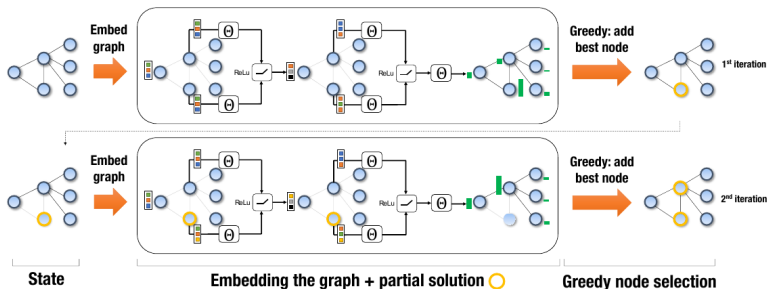 Embed
graph
Θ
Θ
ReLu
Θ
Θ
ReLu
Θ
Greedy: add
best node
1st iteration
Embed
graph
Θ
Θ
ReLu
Θ
Θ
ReLu
Θ
Greedy: add
best node
2nd iteration
State
Embedding the graph + partial solution
Greedy node selection